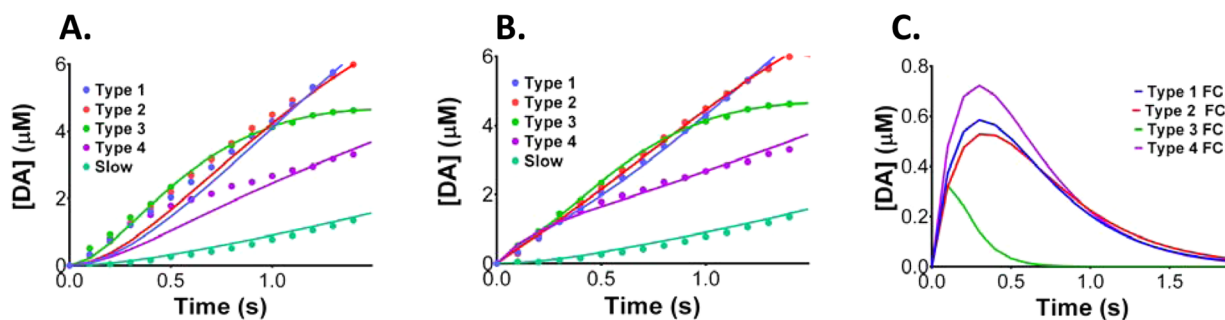 A.
6
4
2
0
[DA] (μM)
Type 1
Type 2
Type 3
Type 4
Slow
0.0 0.5 1.0
Time (s)
B.
6
4
2
0
[DA] (μM)
Type 1
Type 2
Type 3
Type 4
Slow
0.0 0.5 1.0
Time (s)
C.
0.8
0.6
0.4
0.2
0.0
[DA] (μM)
Type 1 FC
Type 2 FC
Type 3 FC
Type 4 FC
0.0 0.5 1.0 1.5
Time (s)